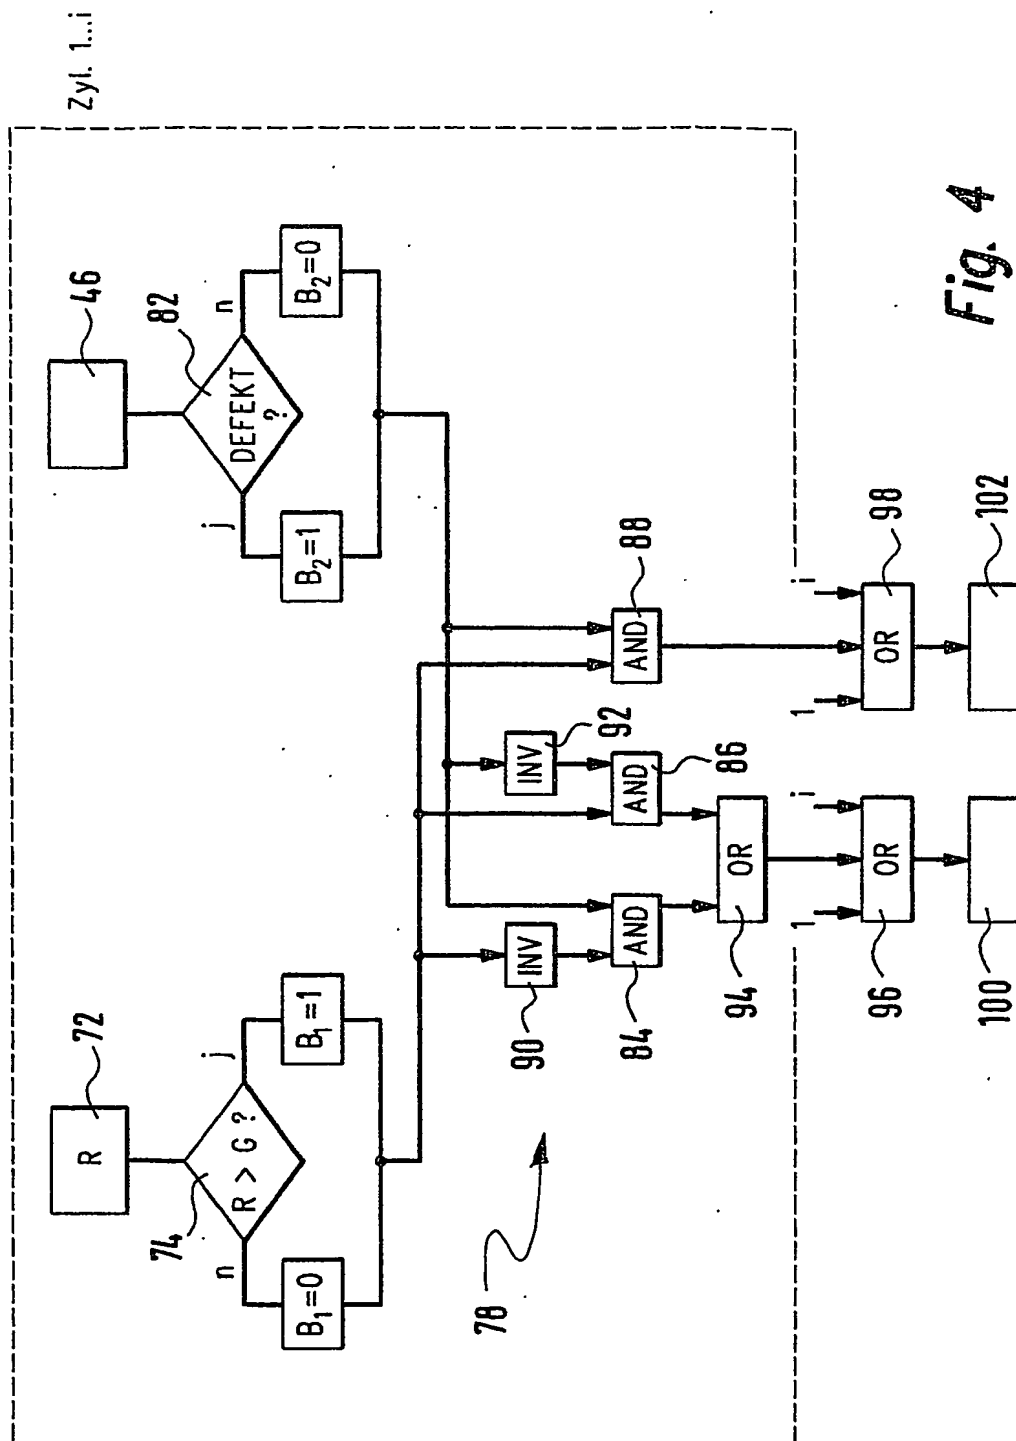 Zyl. 1...i
72
46
R
74
82
R > G ?
DEFEKT ?
n
j
j
n
B₁=0
B₁=1
B₂=1
B₂=0
78
90
INV
INV
92
84
AND
AND
86
AND
88
94
OR
1
i
1
i
96
OR
OR
98
100
102
Fig. 4